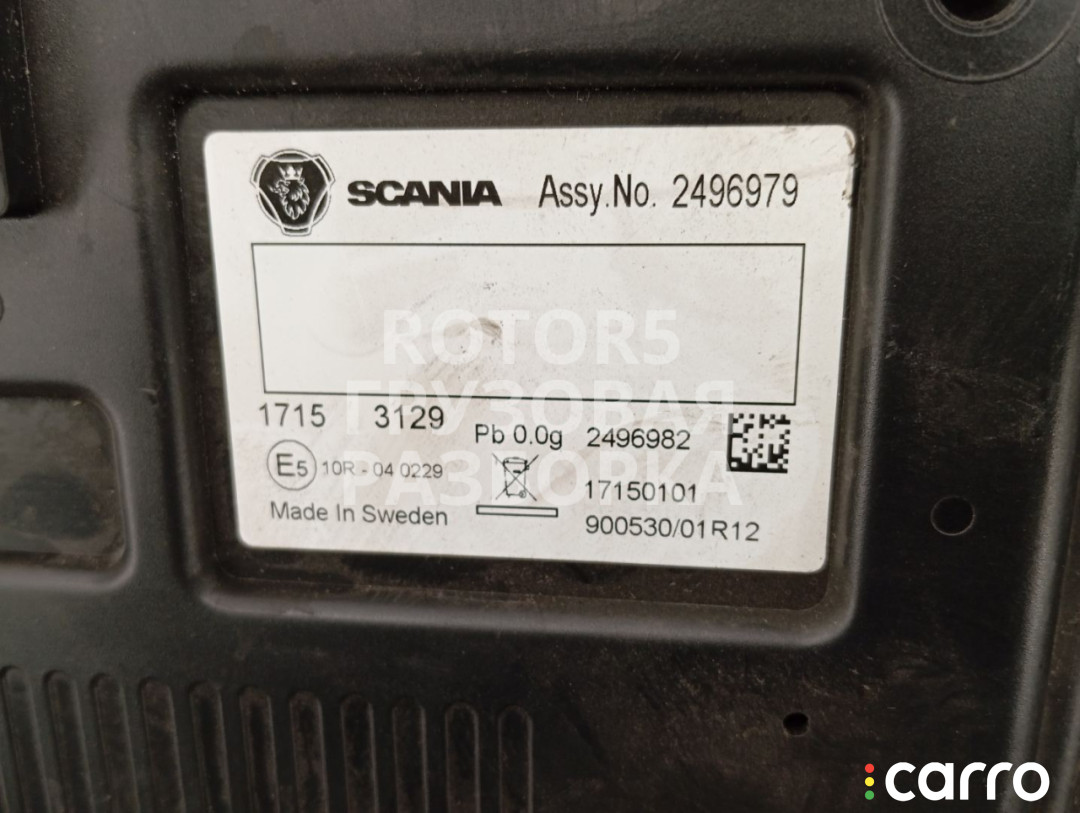 SCANIA Assy.No. 2496979
ROTOR5
ГРУЗОВАЯ
РАЗБОРКА
1715 3129
Pb 0.0g 2496982
E5 10R - 04 0229
17150101
Made In Sweden
900530/01R12
carro